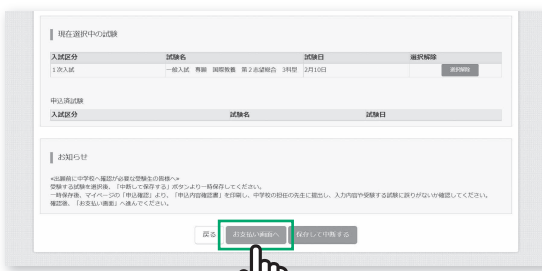 現在選択中の試験
入試区分 試験名 試験日 選択解除
1次入試 一般入試 専願 国際教養 第2志望総合 3科型 2月10日 選択解除
申込済試験
入試区分 試験名 試験日
お知らせ
<出願前に中学校へ確認が必要な受験生の皆様へ>
受験する試験を選択後、「中断して保存する」ボタンより一時保存してください。
一時保存後、マイページの「申込確認」より、「申込内容確認書」を印刷し、中学校の担任の先生に提出し、入力内容や受験する試験に誤りがないか確認してください。
確認後、「お支払い画面」へ進んでください。
戻る お支払い画面へ 保存して中断する